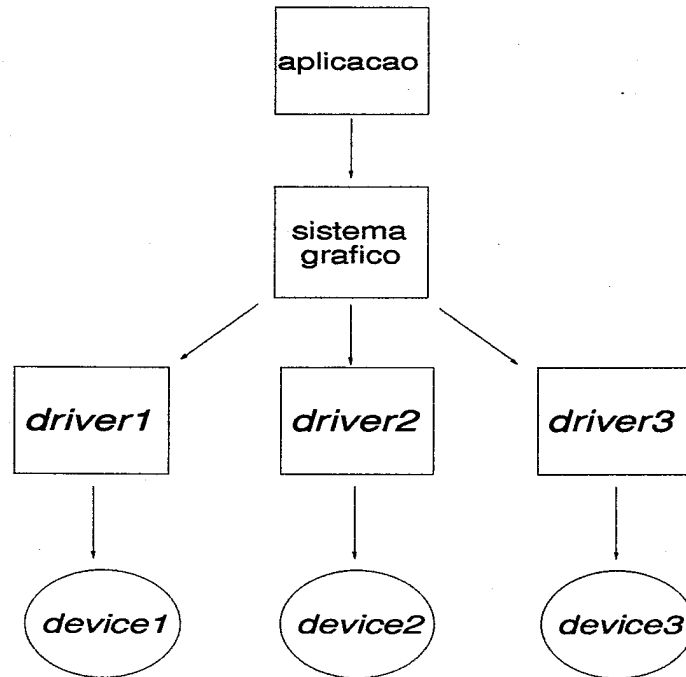 aplicacao
sistema
grafico
driver1
driver2
driver3
device1
device2
device3